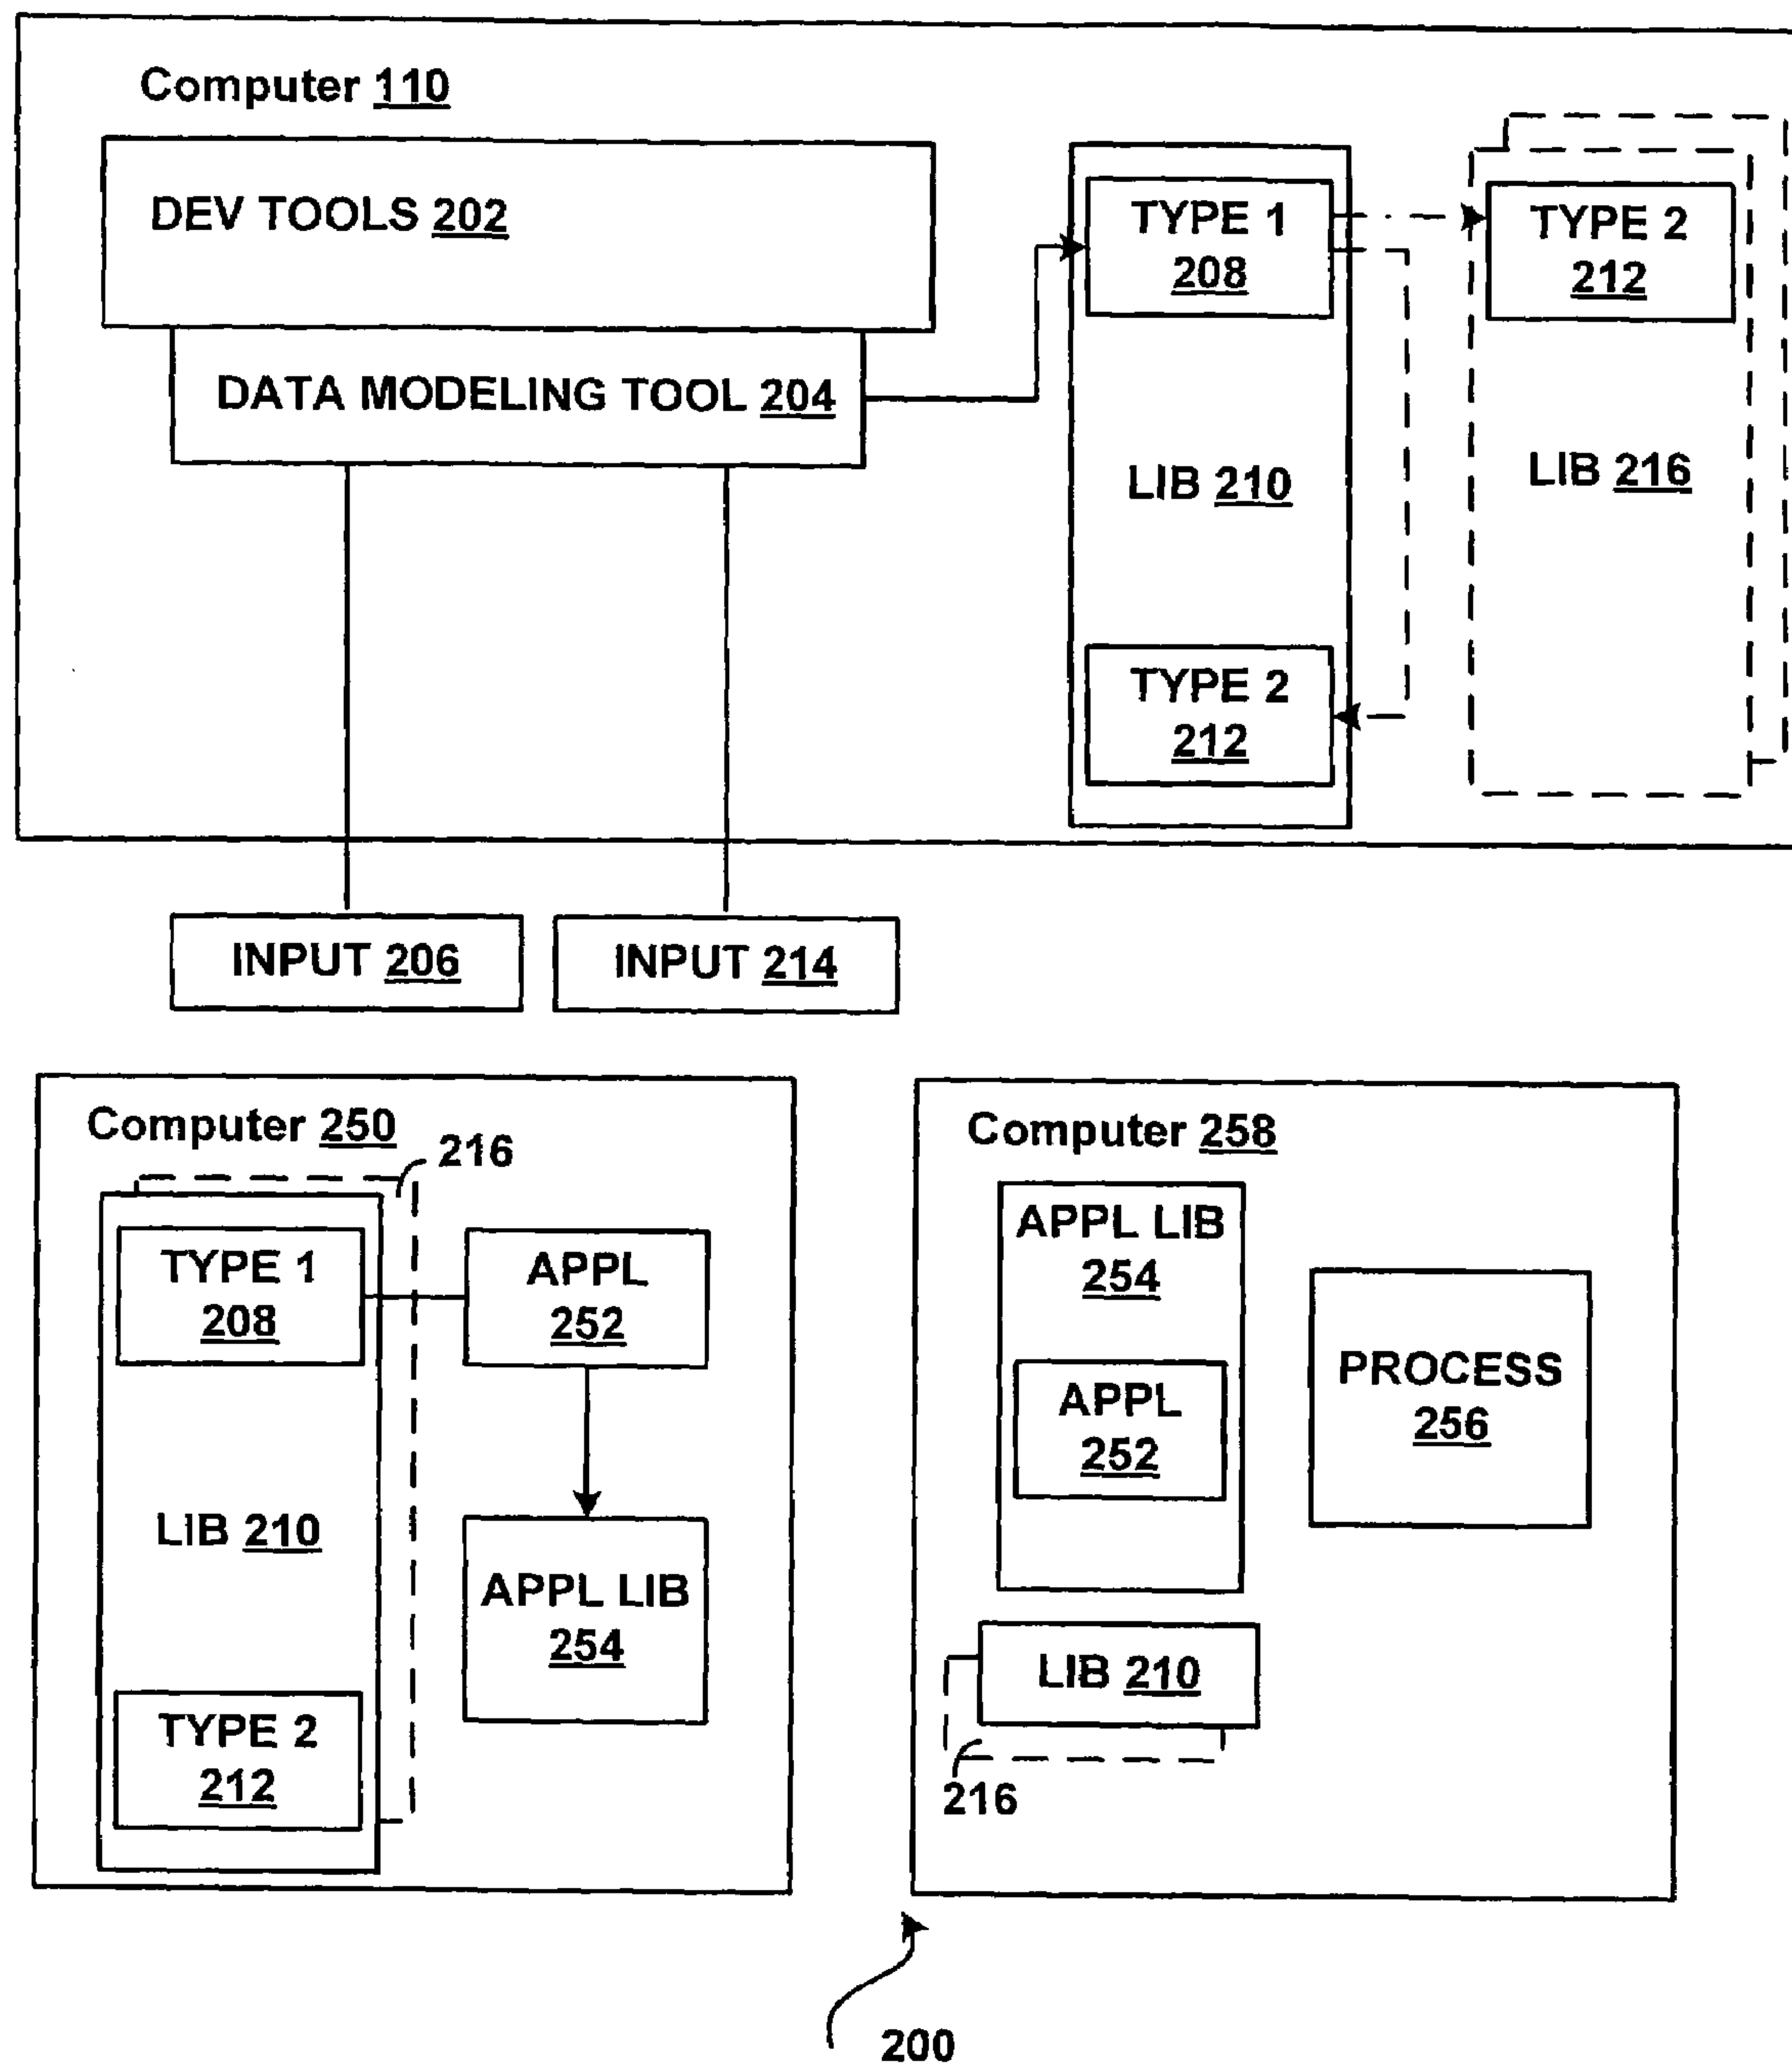 Computer 110
DEV TOOLS 202
DATA MODELING TOOL 204
TYPE 1
208
LIB 210
TYPE 2
212
TYPE 2
212
LIB 216
INPUT 206
INPUT 214
Computer 250
216
TYPE 1
208
LIB 210
TYPE 2
212
APPL
252
APPL LIB
254
Computer 258
APPL LIB
254
APPL
252
PROCESS
256
LIB 210
216
200